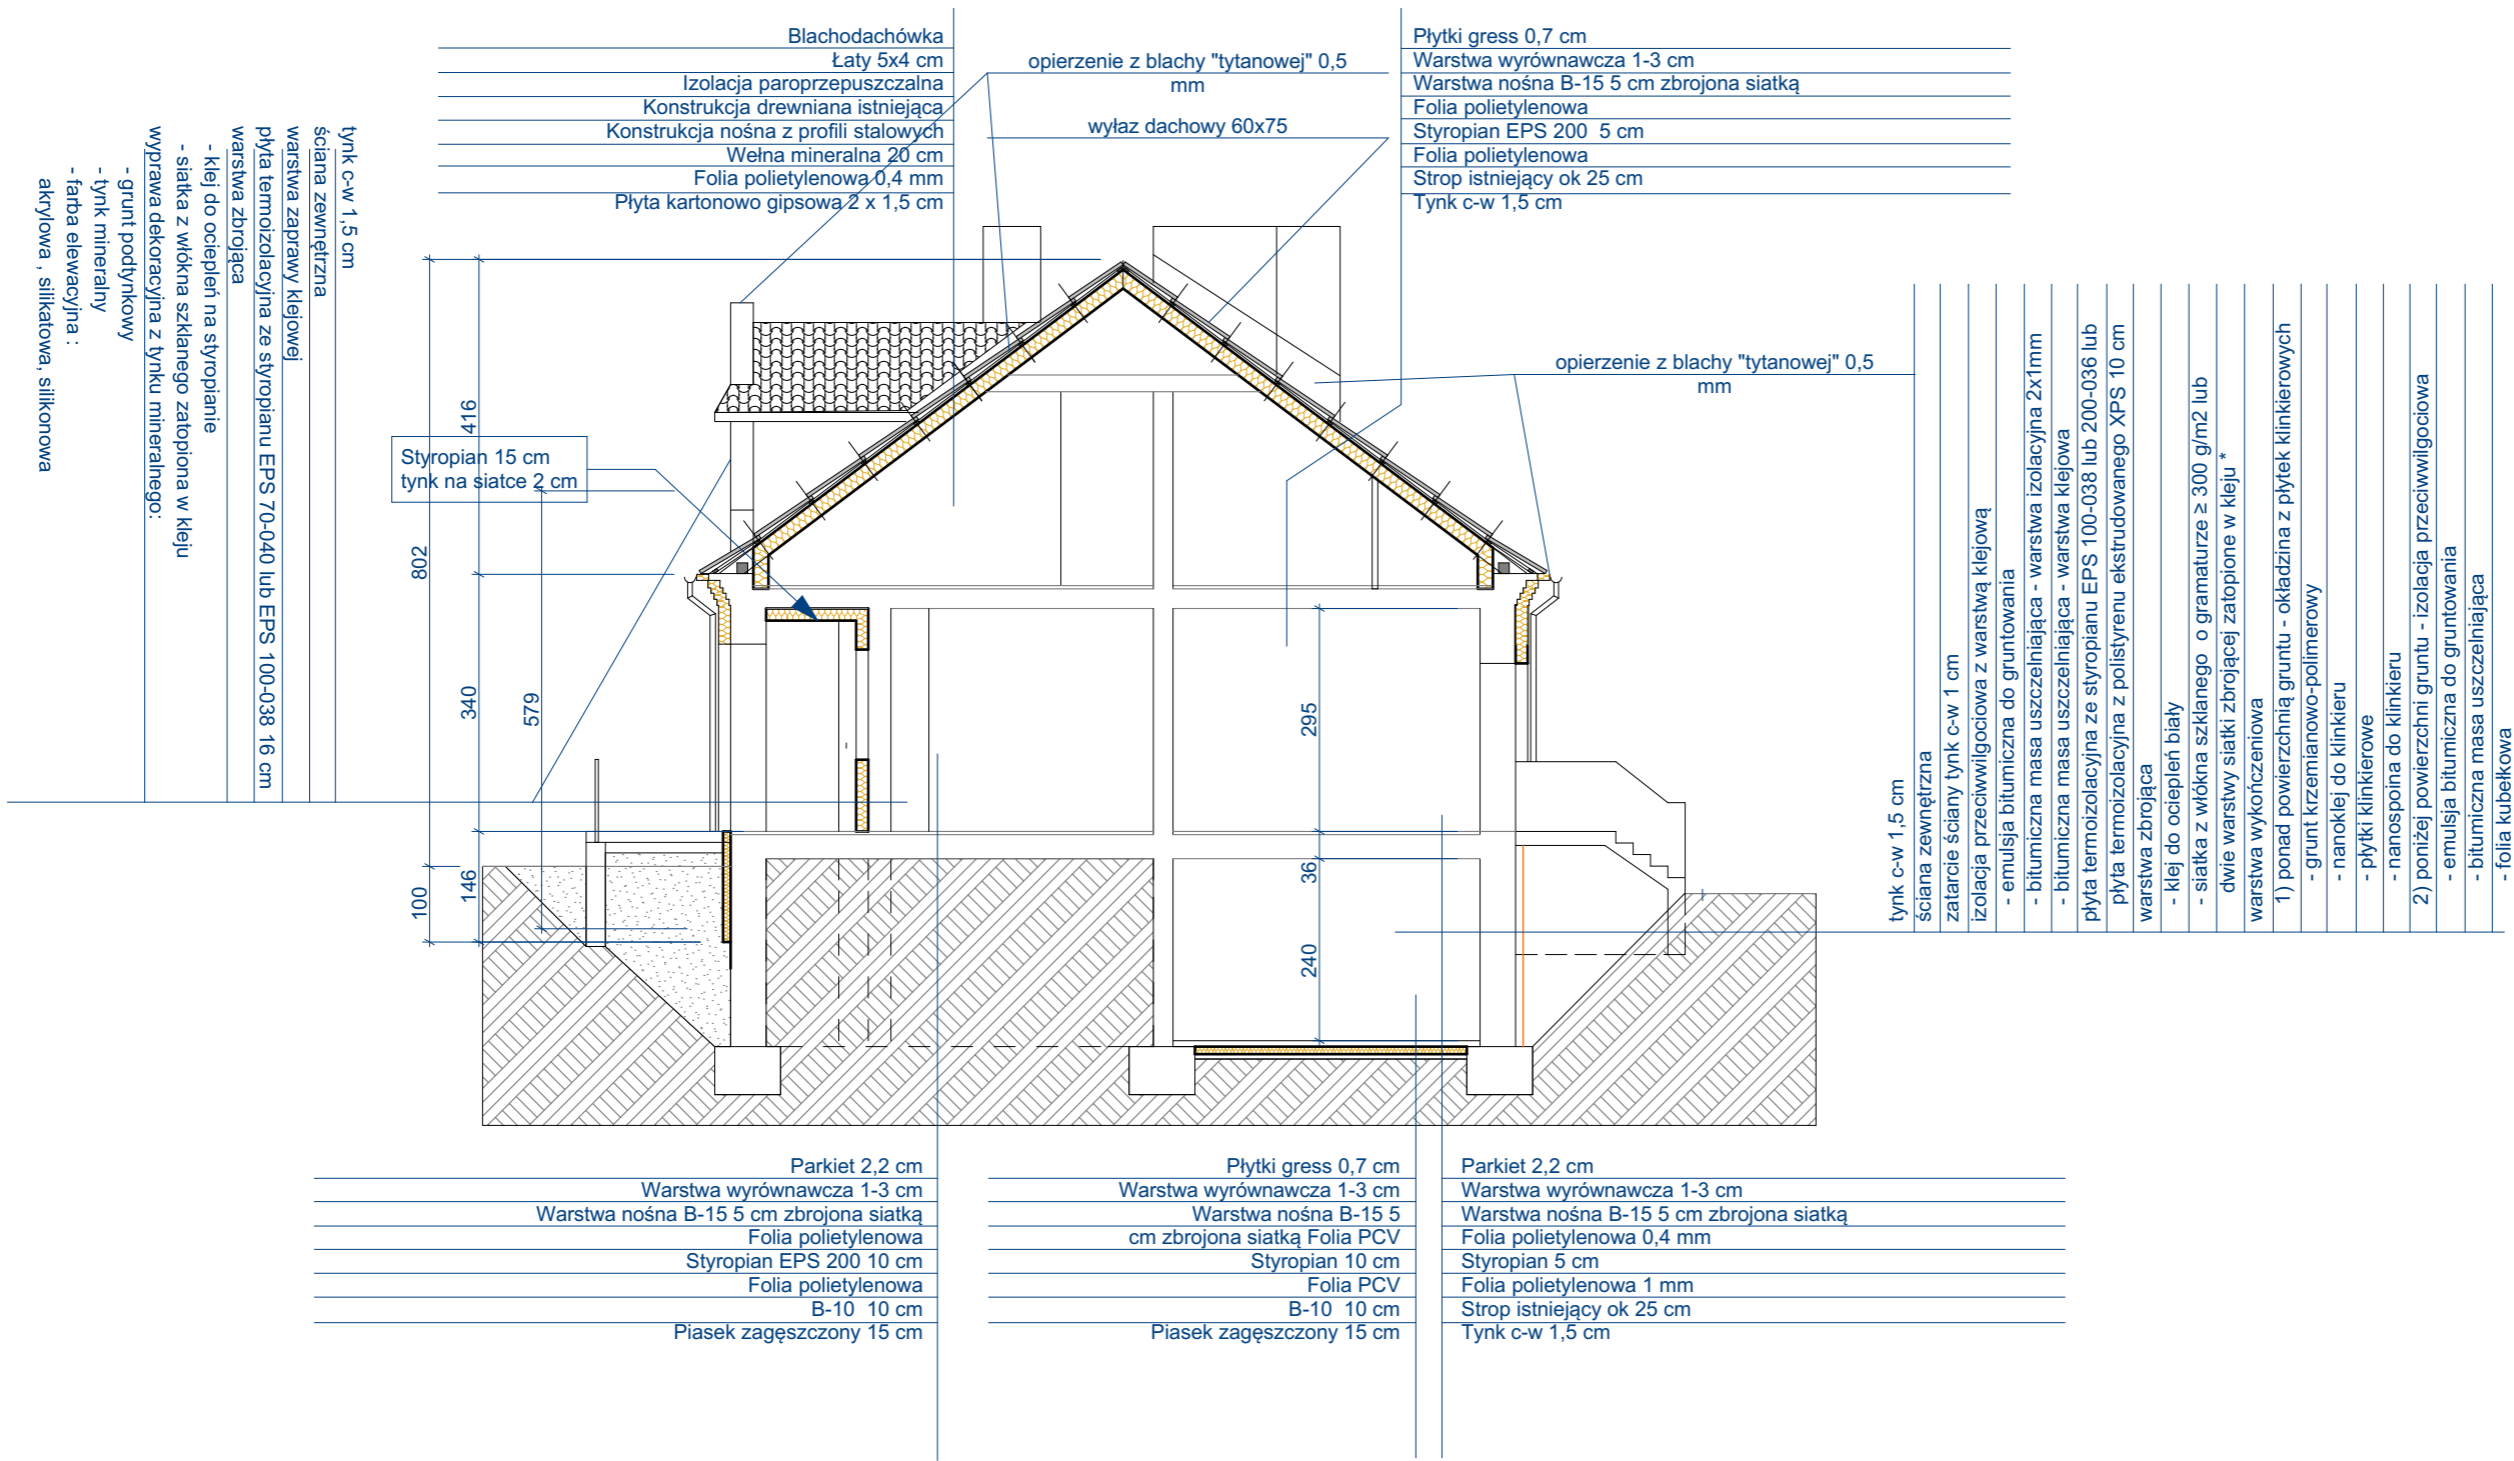 Blachodachówka
Łaty 5x4 cm
Izolacja paroprzepuszczalna
Konstrukcja drewniana istniejąca
Konstrukcja nośna z profili stalowych
Wełna mineralna 20 cm
Folia polietylenowa 0,4 mm
Płyta kartonowo gipsowa 2 x 1,5 cm
opierzenie z blachy "tytanowej" 0,5
mm
wyłaz dachowy 60x75
Płytki gress 0,7 cm
Warstwa wyrównawcza 1-3 cm
Warstwa nośna B-15 5 cm zbrojona siatką
Folia polietylenowa
Styropian EPS 200 5 cm
Folia polietylenowa
Strop istniejący ok 25 cm
Tynk c-w 1,5 cm
tynk c-w 1,5 cm
ściana zewnętrzna
warstwa zaprawy klejowej
płyta termoizolacyjna ze styropianu EPS 70-040 lub EPS 100-038 16 cm
warstwa zbrojąca
- klej do ociepleń na styropianie
- siatka z włókna szklanego zatopiona w kleju
wyprawa dekoracyjna z tynku mineralnego:
- grunt podtynkowy
- tynk mineralny
- farba elewacyjna :
akrylowa , silikatowa, silikonowa
opierzenie z blachy "tytanowej" 0,5
mm
Styropian 15 cm
tynk na siatce 2 cm
416
802
340
579
146
100
295
36
240
tynk c-w 1,5 cm
ściana zewnętrzna
zatarcie ściany tynk c-w 1 cm
izolacja przeciwwilgociowa z warstwą klejową
- emulsja bitumiczna do gruntowania
- bitumiczna masa uszczelniająca - warstwa izolacyjna 2x1mm
- bitumiczna masa uszczelniająca - warstwa klejowa
płyta termoizolacyjna ze styropianu EPS 100-038 lub 200-036 lub
płyta termoizolacyjna z polistyrenu ekstrudowanego XPS 10 cm
warstwa zbrojąca
- klej do ociepleń biały
- siatka z włókna szklanego o gramaturze ≥ 300 g/m2 lub
dwie warstwy siatki zbrojącej zatopione w kleju *
warstwa wykończeniowa
1) ponad powierzchnią gruntu - okładzina z płytek klinkierowych
- grunt krzemianowo-polimerowy
- nanoklej do klinkieru
- płytki klinkierowe
- nanospoina do klinkieru
2) poniżej powierzchni gruntu - izolacja przeciwwilgociowa
- emulsja bitumiczna do gruntowania
- bitumiczna masa uszczelniająca
- folia kubełkowa
Parkiet 2,2 cm
Warstwa wyrównawcza 1-3 cm
Warstwa nośna B-15 5 cm zbrojona siatką
Folia polietylenowa
Styropian EPS 200 10 cm
Folia polietylenowa
B-10 10 cm
Piasek zagęszczony 15 cm
Płytki gress 0,7 cm
Warstwa wyrównawcza 1-3 cm
Warstwa nośna B-15 5
cm zbrojona siatką Folia PCV
Styropian 10 cm
Folia PCV
B-10 10 cm
Piasek zagęszczony 15 cm
Parkiet 2,2 cm
Warstwa wyrównawcza 1-3 cm
Warstwa nośna B-15 5 cm zbrojona siatką
Folia polietylenowa 0,4 mm
Styropian 5 cm
Folia polietylenowa 1 mm
Strop istniejący ok 25 cm
Tynk c-w 1,5 cm